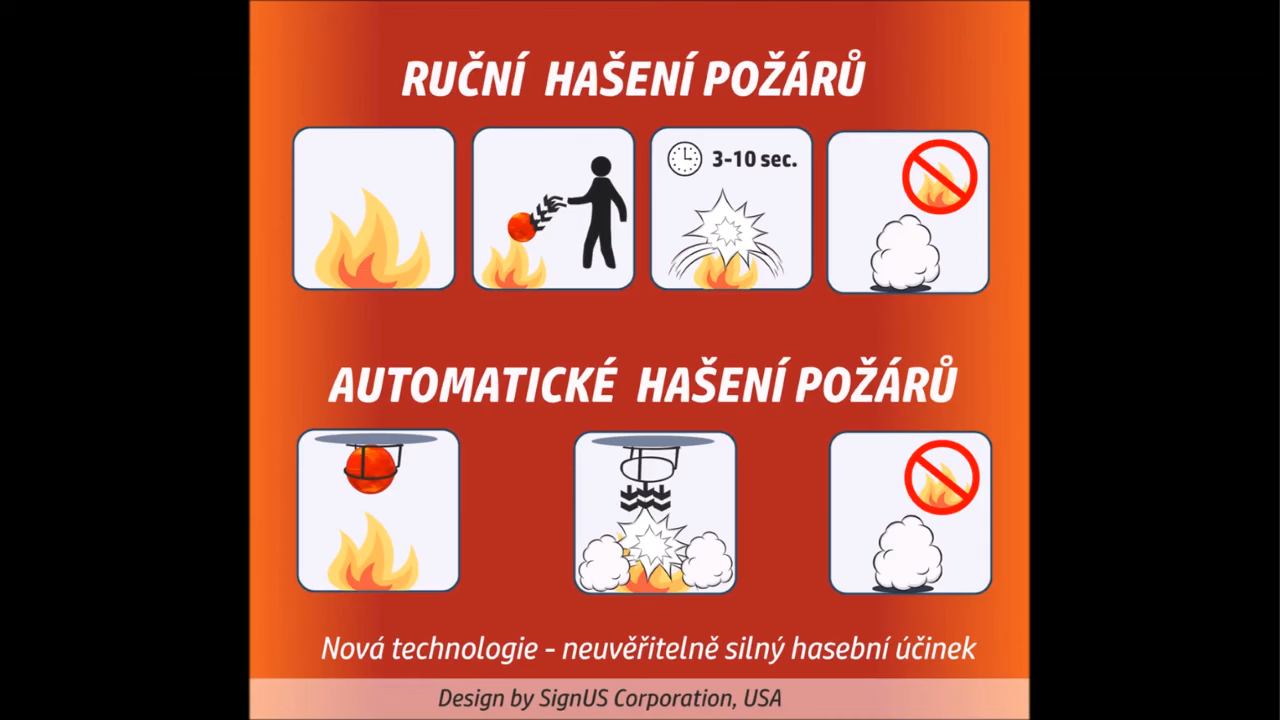 RUČNÍ HAŠENÍ POŽÁRŮ
3-10 sec.
AUTOMATICKÉ HAŠENÍ POŽÁRŮ
Nová technologie - neuvěřitelně silný hasební účinek
Design by SignUS Corporation, USA